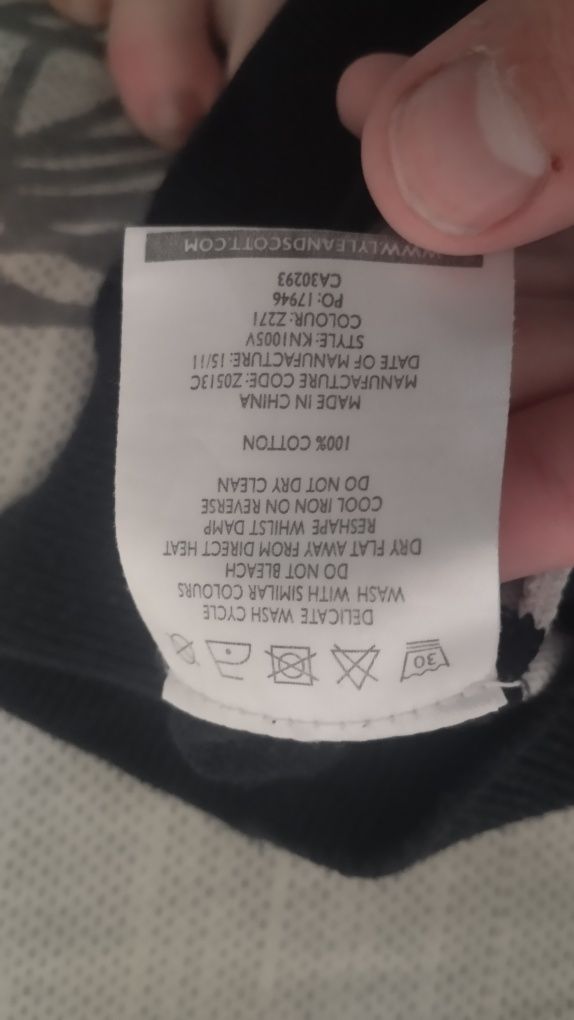 30
DELICATE WASH CYCLE
WASH WITH SIMILAR COLOURS
DO NOT BLEACH
DRY FLAT AWAY FROM DIRECT HEAT
RESHAPE WHILST DAMP
COOL IRON ON REVERSE
DO NOT DRY CLEAN
100% COTTON
MADE IN CHINA
MANUFACTURE CODE: Z0513C
DATE OF MANUFACTURE: 15/11
STYLE: KN1005V
COLOUR: Z271
PO: 17946
CA30293
WWW.LYLEANDSCOTT.COM